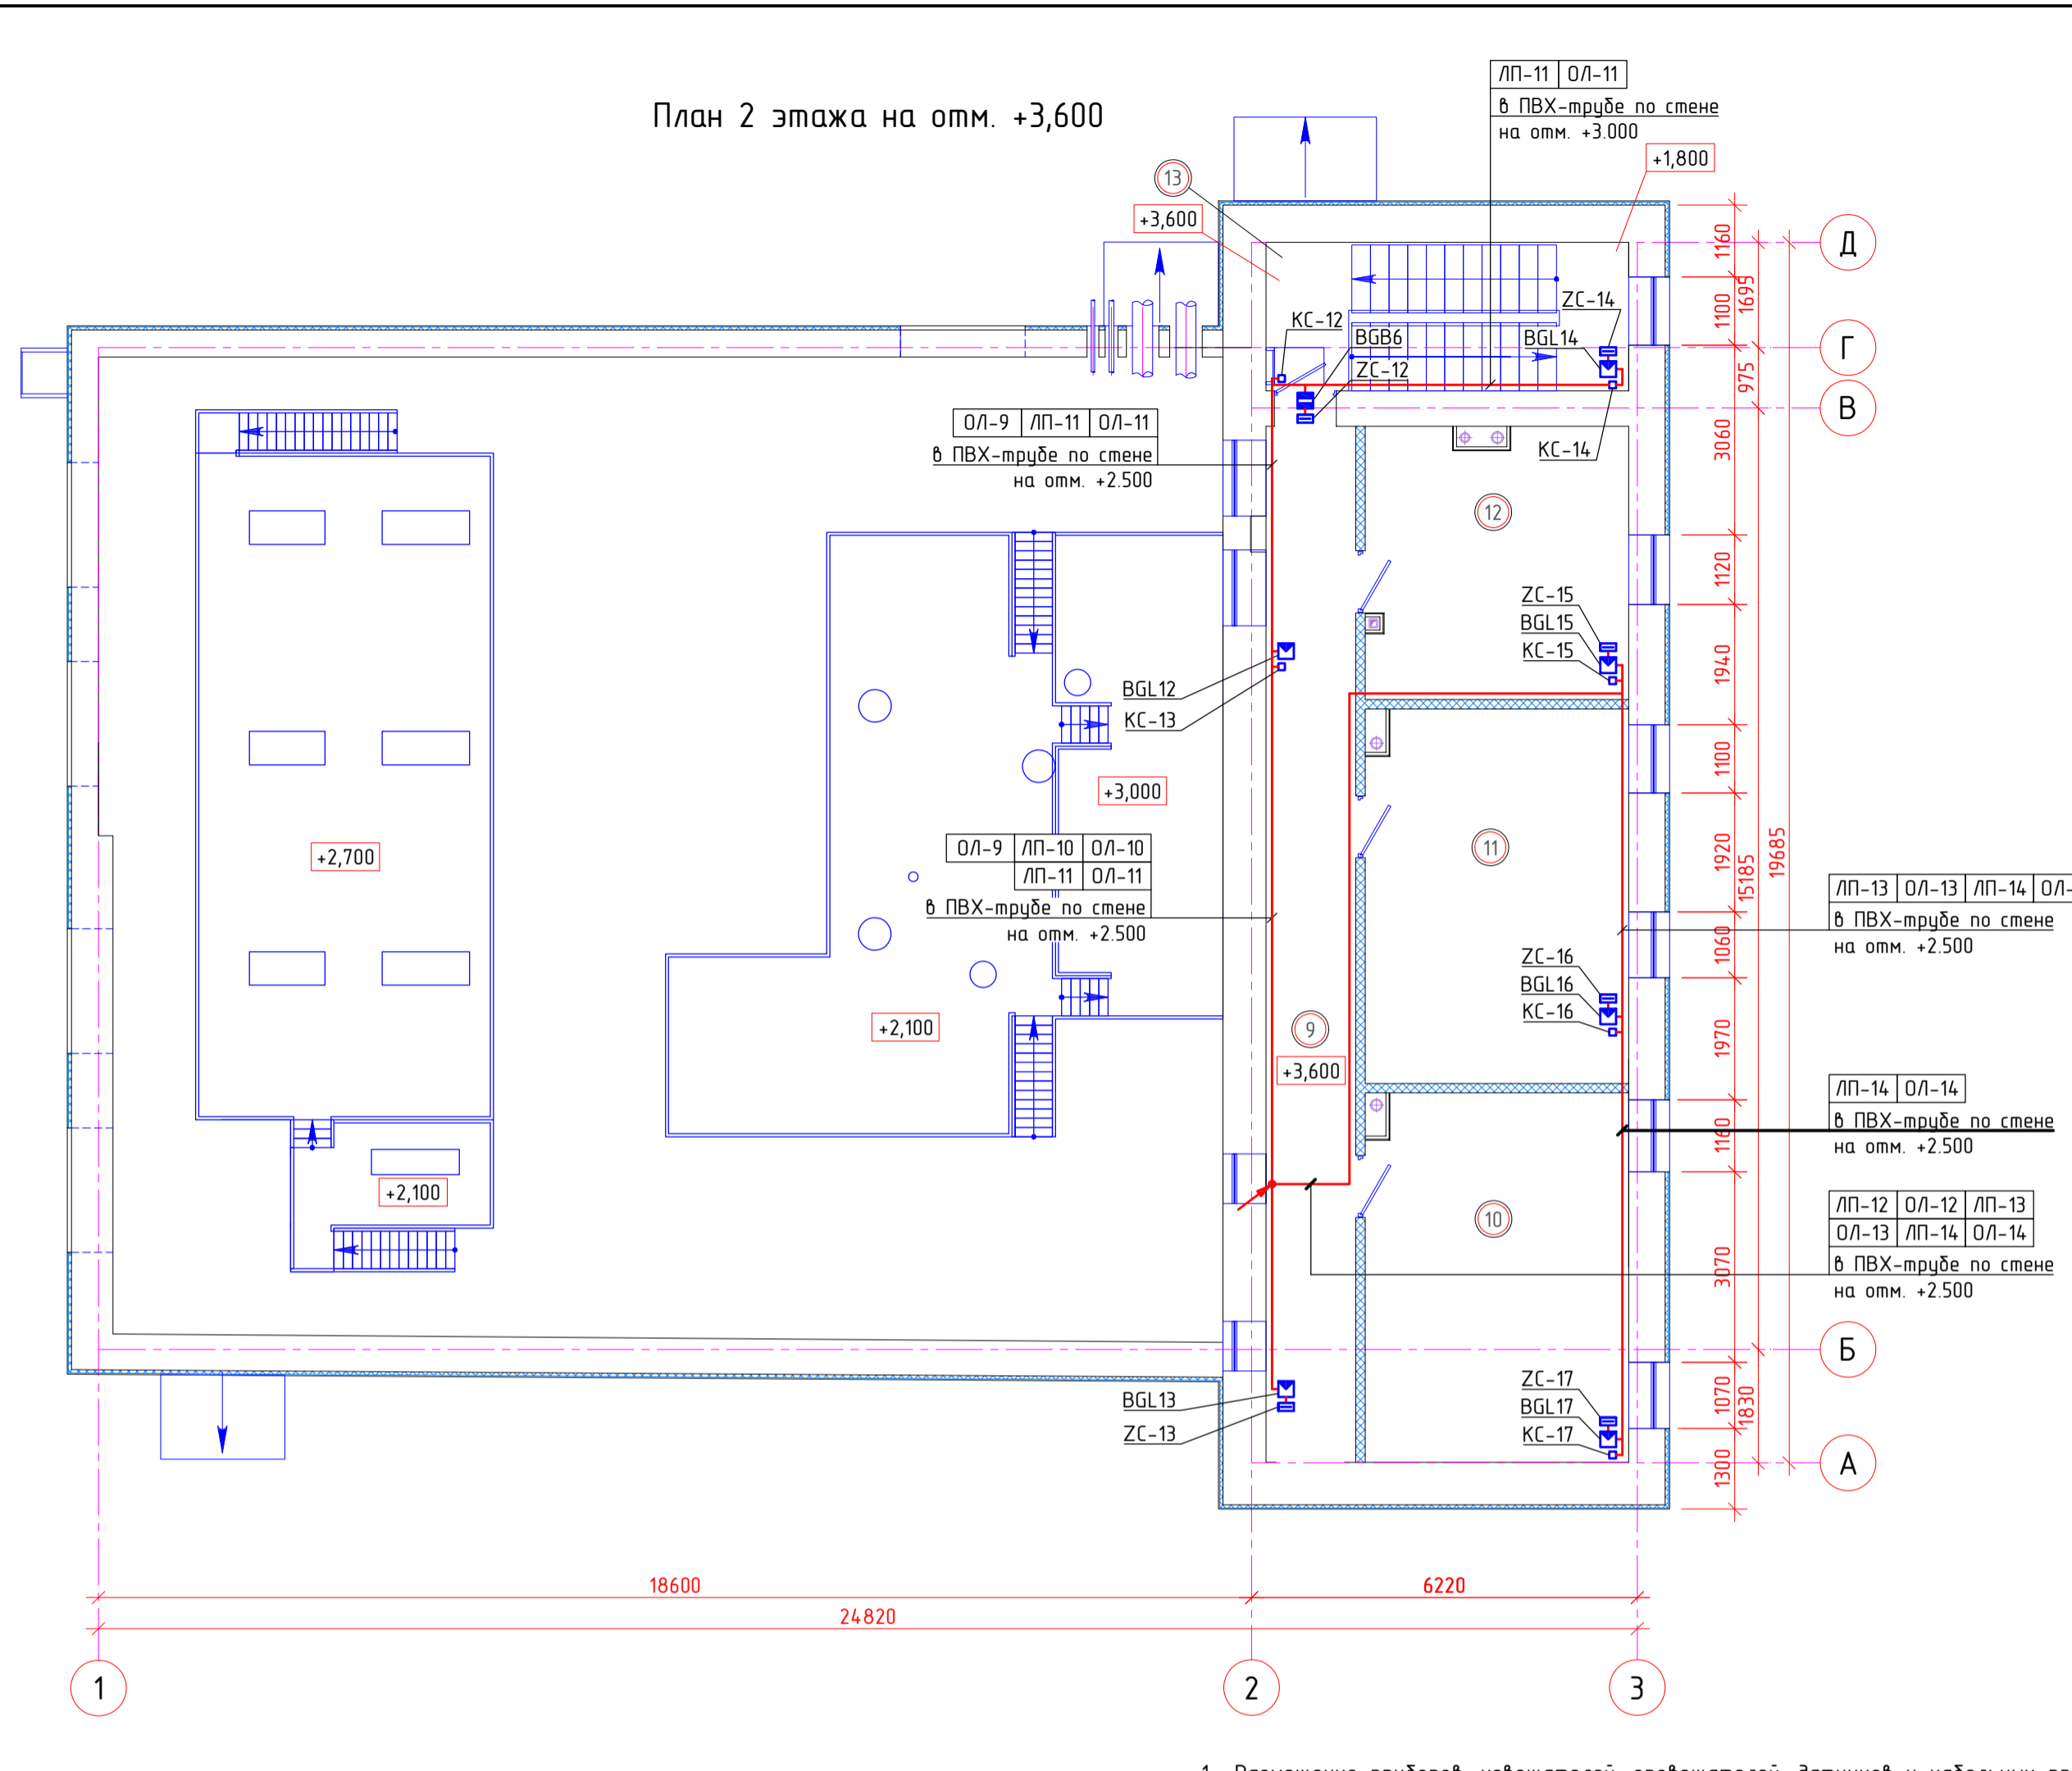 План 2 этажа на отм. +3,600
ЛП-11 ОЛ-11
в ПВХ-трубе по стене
на отм. +3.000
+1,800
13
+3,600
Д
Г
В
Б
А
КС-12
BGB6
ZC-12
ZC-14
BGL14
КС-14
ОЛ-9 ЛП-11 ОЛ-11
в ПВХ-трубе по стене
на отм. +2.500
12
ZC-15
BGL15
КС-15
BGL12
КС-13
+3,000
+2,700
11
ОЛ-9 ЛП-10 ОЛ-10
ЛП-11 ОЛ-11
в ПВХ-трубе по стене
на отм. +2.500
ЛП-13 ОЛ-13 ЛП-14 ОЛ-
в ПВХ-трубе по стене
на отм. +2.500
ZC-16
BGL16
КС-16
+2,100
9
+3,600
ЛП-14 ОЛ-14
в ПВХ-трубе по стене
на отм. +2.500
+2,100
10
ЛП-12 ОЛ-12 ЛП-13
ОЛ-13 ЛП-14 ОЛ-14
в ПВХ-трубе по стене
на отм. +2.500
BGL13
ZC-13
ZC-17
BGL17
КС-17
1160
1100
1695
975
3060
1120
1940
1100
1920
15185
19685
1060
1970
1160
3070
1070
1830
1300
18600
6220
24820
1
2
3